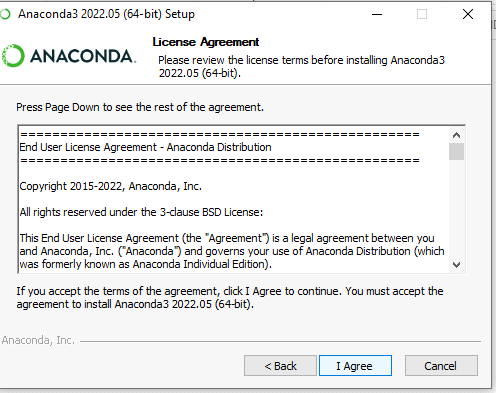 Anaconda3 2022.05 (64-bit) Setup
License Agreement
ANACONDA.
Please review the license terms before installing Anaconda3
2022.05 (64-bit).
Press Page Down to see the rest of the agreement.
====================================================
End User License Agreement - Anaconda Distribution
====================================================
Copyright 2015-2022, Anaconda, Inc.
All rights reserved under the 3-clause BSD License:
This End User License Agreement (the "Agreement") is a legal agreement between you
and Anaconda, Inc. ("Anaconda") and governs your use of Anaconda Distribution (which
was formerly known as Anaconda Individual Edition).
If you accept the terms of the agreement, click I Agree to continue. You must accept the
agreement to install Anaconda3 2022.05 (64-bit).
Anaconda, Inc.
< Back
I Agree
Cancel